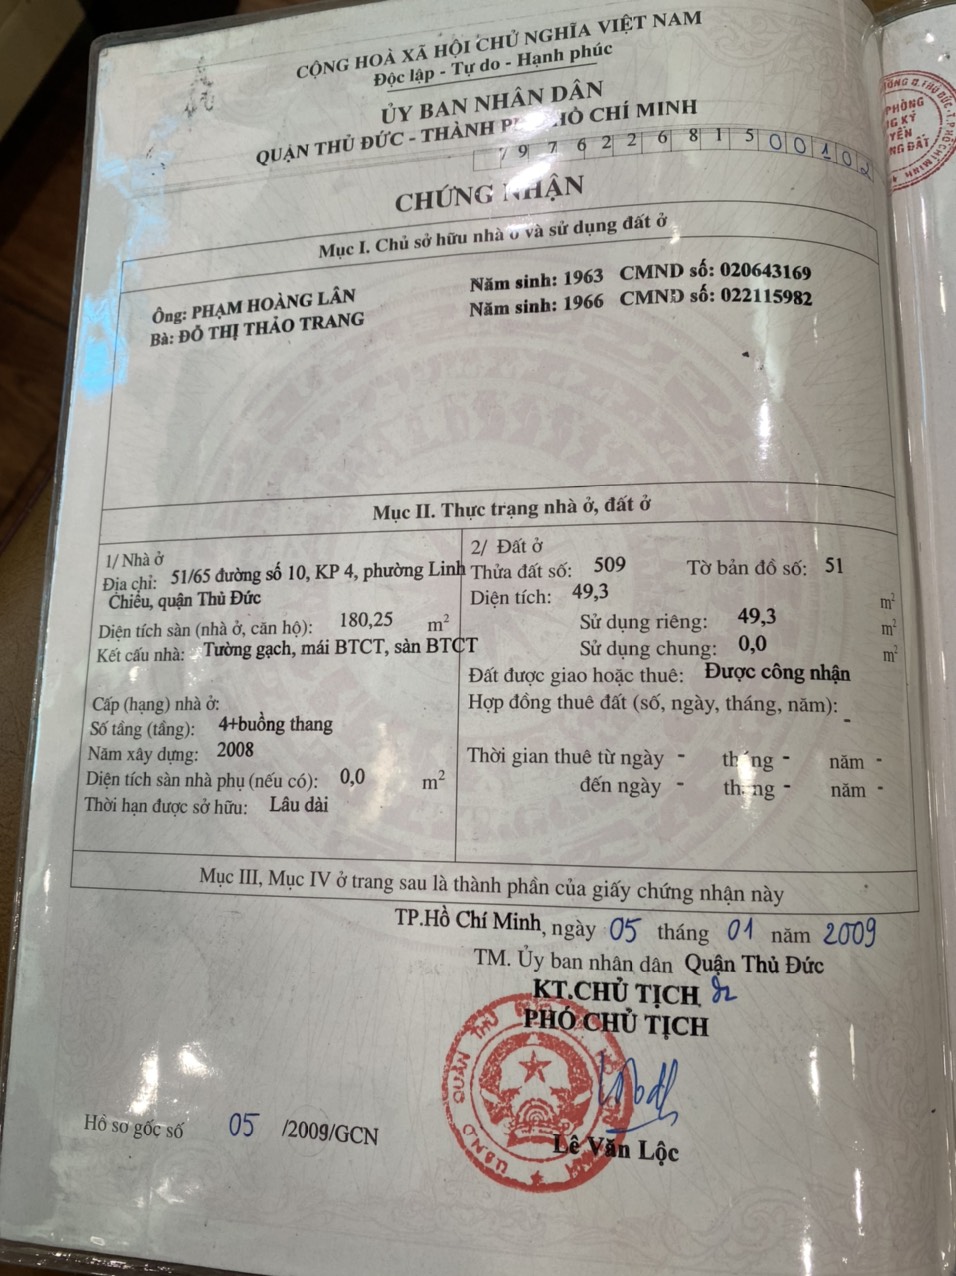 CỘNG HOÀ XÃ HỘI CHỦ NGHĨA VIỆT NAM
Độc lập - Tự do - Hạnh phúc
ỦY BAN NHÂN DÂN
QUẬN THỦ ĐỨC - THÀNH PHỐ HỒ CHÍ MINH
797622681500102
CHỨNG NHẬN
Mục I. Chủ sở hữu nhà ở và sử dụng đất ở
Ông: PHẠM HOÀNG LÂN Năm sinh: 1963 CMND số: 020643169
Bà: ĐỖ THỊ THẢO TRANG Năm sinh: 1966 CMND số: 022115982
Mục II. Thực trạng nhà ở, đất ở
1/ Nhà ở
Địa chỉ: 51/65 đường số 10, KP 4, phường Linh
Chiểu, quận Thủ Đức
Diện tích sàn (nhà ở, căn hộ): 180,25 m²
Kết cấu nhà: Tường gạch, mái BTCT, sàn BTCT
Cấp (hạng) nhà ở:
Số tầng (tầng): 4+buồng thang
Năm xây dựng: 2008
Diện tích sàn nhà phụ (nếu có): 0,0 m²
Thời hạn được sở hữu: Lâu dài
2/ Đất ở
Thửa đất số: 509 Tờ bản đồ số: 51
Diện tích: 49,3 m²
Sử dụng riêng: 49,3 m²
Sử dụng chung: 0,0 m²
Đất được giao hoặc thuê: Được công nhận
Hợp đồng thuê đất (số, ngày, tháng, năm): -
Thời gian thuê từ ngày - tháng - năm -
đến ngày - tháng - năm -
Mục III, Mục IV ở trang sau là thành phần của giấy chứng nhận này
TP.Hồ Chí Minh, ngày 05 tháng 01 năm 2009
TM. Ủy ban nhân dân Quận Thủ Đức
KT.CHỦ TỊCH
PHÓ CHỦ TỊCH
Lê Văn Lộc
Hồ sơ gốc số 05 /2009/GCN